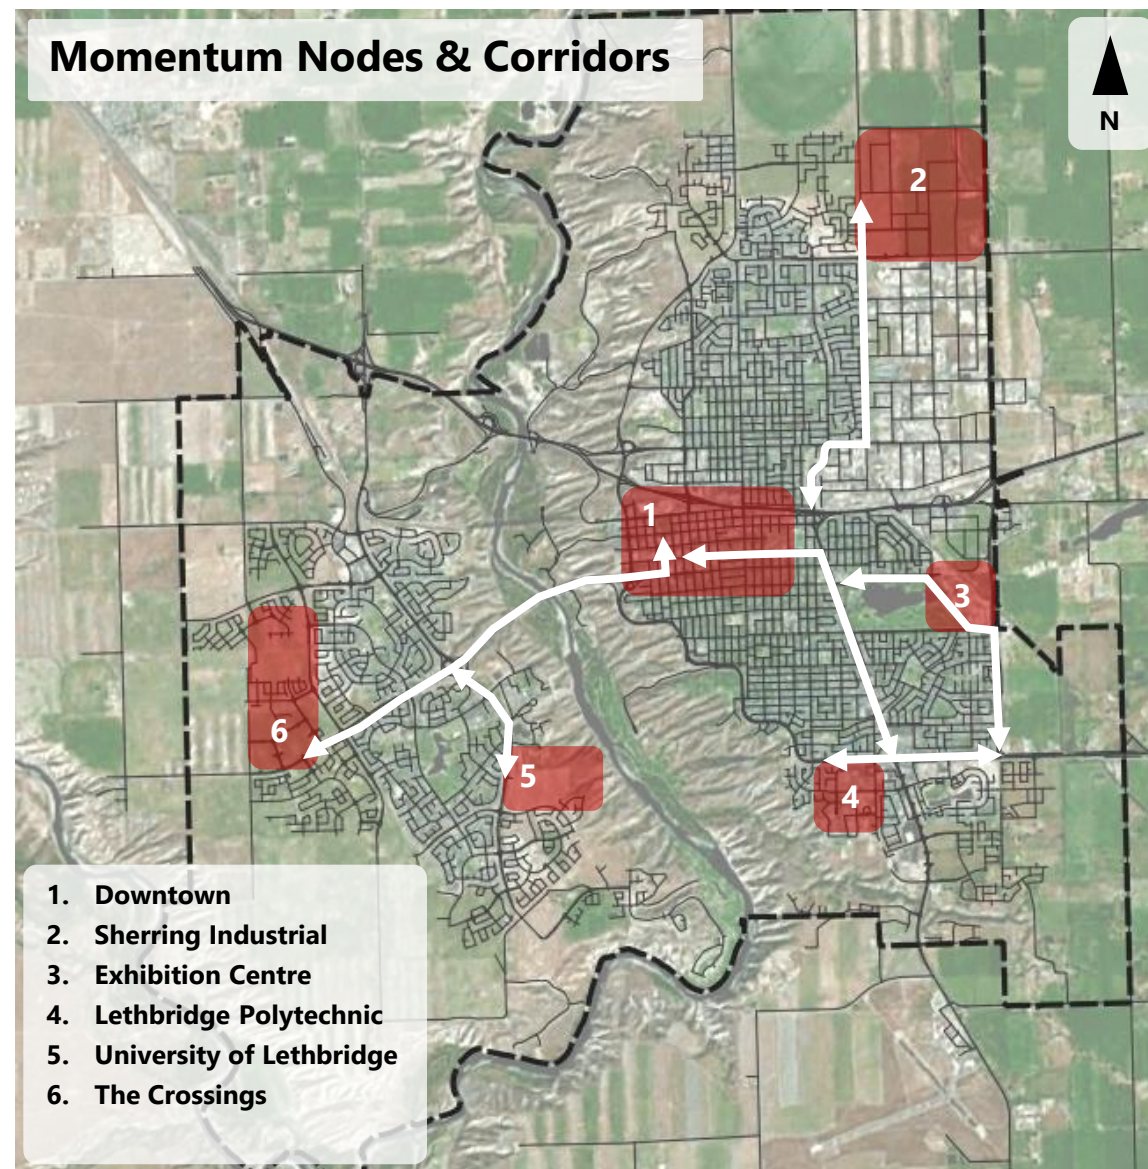 Momentum Nodes & Corridors
N
2
1
3
6
5
4
1. Downtown
2. Sherring Industrial
3. Exhibition Centre
4. Lethbridge Polytechnic
5. University of Lethbridge
6. The Crossings